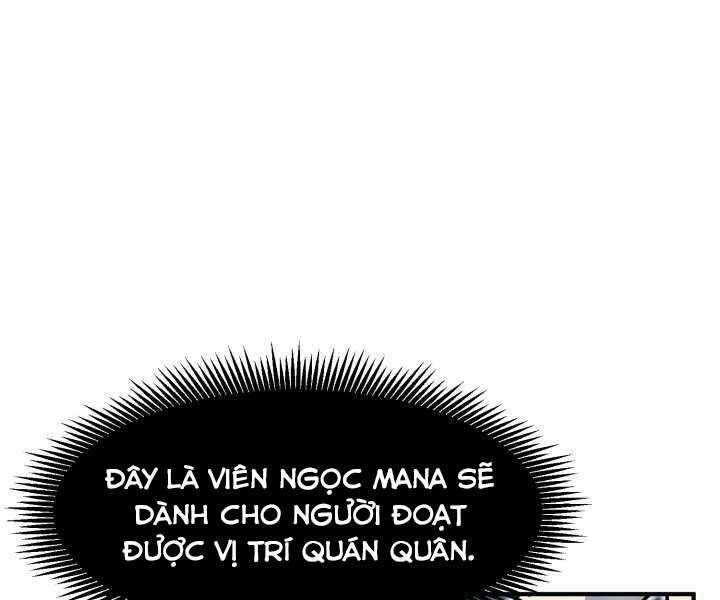 ĐÂY LÀ VIÊN NGỌC MANA SẼ
DÀNH CHO NGƯỜI ĐOẠT
ĐƯỢC VỊ TRÍ QUÁN QUÂN.